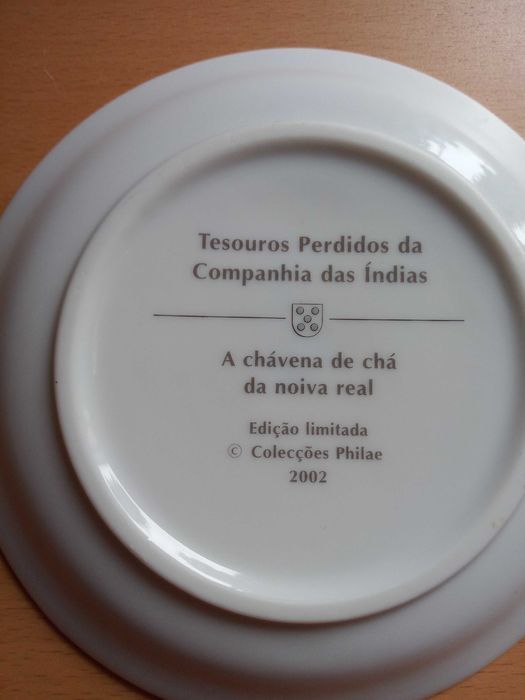 Tesouros Perdidos da
Companhia das Índias
A chávena de chá
da noiva real
Edição limitada
© Colecções Philae
2002